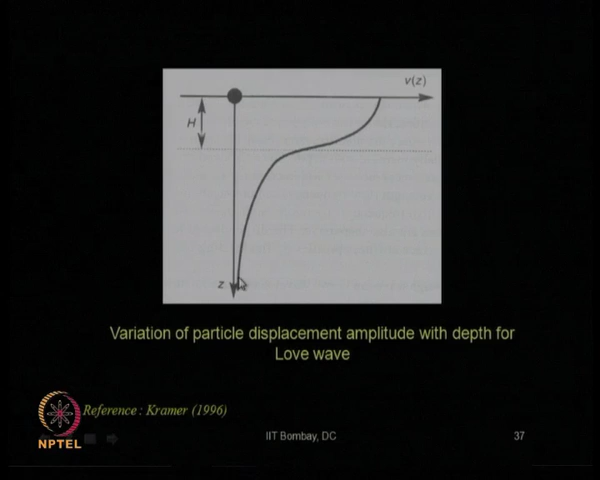 v(z)
H
z
Variation of particle displacement amplitude with depth for
Love wave
Reference : Kramer (1996)
NPTEL
IIT Bombay, DC
37